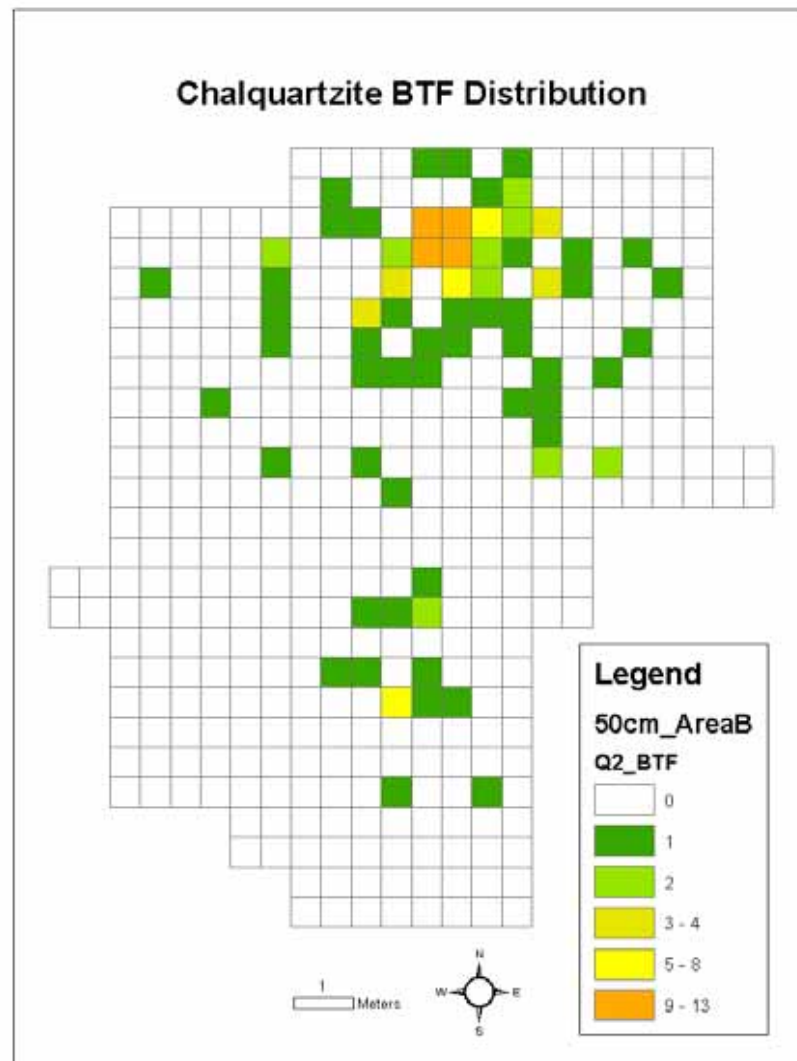 Chalquartzite BTF Distribution
Legend
50cm_AreaB
Q2_BTF
0
1
2
3 - 4
5 - 8
9 - 13
1
Meters
N
W E
S